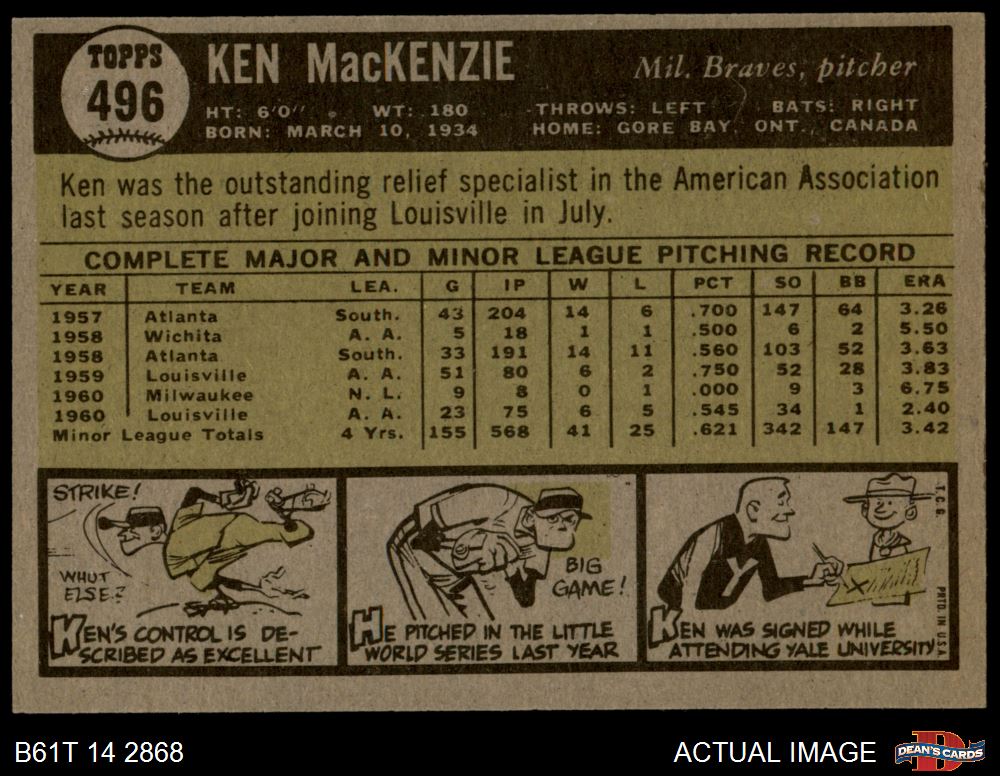 TOPPS
496
KEN MacKENZIE
Mil. Braves, pitcher
HT: 6'0" WT: 180 THROWS: LEFT BATS: RIGHT
BORN: MARCH 10, 1934 HOME: GORE BAY, ONT., CANADA
Ken was the outstanding relief specialist in the American Association
last season after joining Louisville in July.
COMPLETE MAJOR AND MINOR LEAGUE PITCHING RECORD
YEAR TEAM LEA. G IP W L PCT SO BB ERA
1957 Atlanta South. 43 204 14 6 .700 147 64 3.26
1958 Wichita A. A. 5 18 1 1 .500 6 2 5.50
1958 Atlanta South. 33 191 14 11 .560 103 52 3.63
1959 Louisville A. A. 51 80 6 2 .750 52 28 3.83
1960 Milwaukee N. L. 9 8 0 1 .000 9 3 6.75
1960 Louisville A. A. 23 75 6 5 .545 34 1 2.40
Minor League Totals 4 Yrs. 155 568 41 25 .621 342 147 3.42
STRIKE!
WHUT
ELSE?
KEN'S CONTROL IS DE-
SCRIBED AS EXCELLENT
BIG
GAME!
HE PITCHED IN THE LITTLE
WORLD SERIES LAST YEAR
Y
X
KEN WAS SIGNED WHILE
ATTENDING YALE UNIVERSITY
T.C.G.
PRTD. IN U.S.A.
B61T 14 2868
ACTUAL IMAGE
DEAN'S CARDS